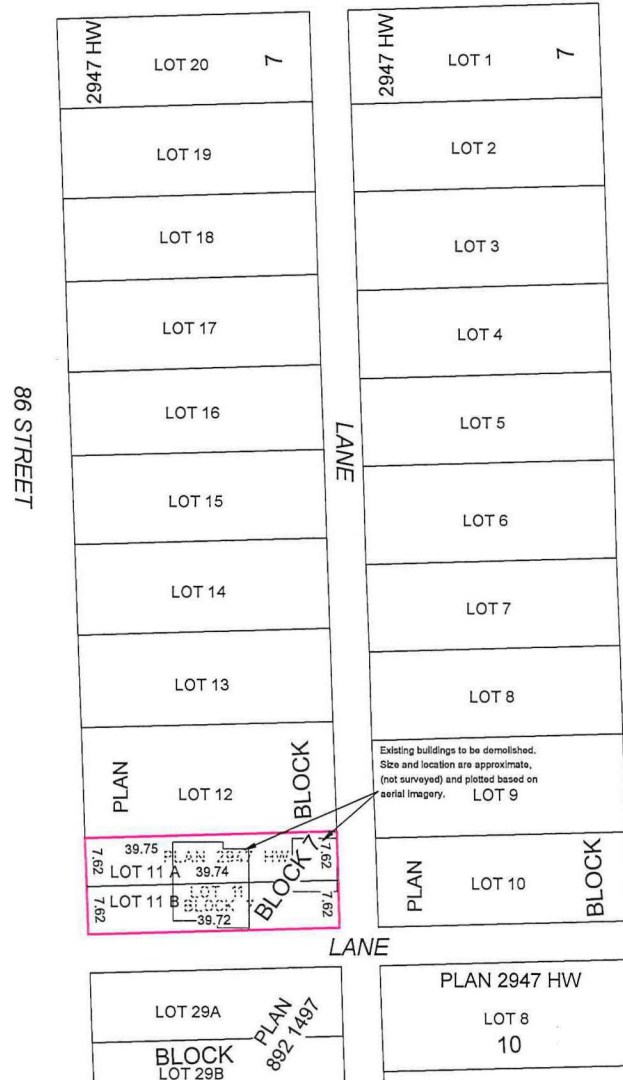 2947 HW
LOT 20
7
LOT 19
LOT 18
LOT 17
LOT 16
LOT 15
LOT 14
LOT 13
PLAN
LOT 12
BLOCK
86 STREET
LANE
2947 HW
LOT 1
7
LOT 2
LOT 3
LOT 4
LOT 5
LOT 6
LOT 7
LOT 8
Existing buildings to be demolished.
Size and location are approximate,
(not surveyed) and plotted based on
aerial imagery.
LOT 9
PLAN
LOT 10
BLOCK
7.62
39.75
PLAN 2947 HW
7.62
LOT 11 A
39.74
BLOCK 7
7.62
LOT 11 B
LOT 11
BLOCK 7
7.62
39.72
LANE
LOT 29A
PLAN
892 1497
BLOCK
LOT 29B
PLAN 2947 HW
LOT 8
10